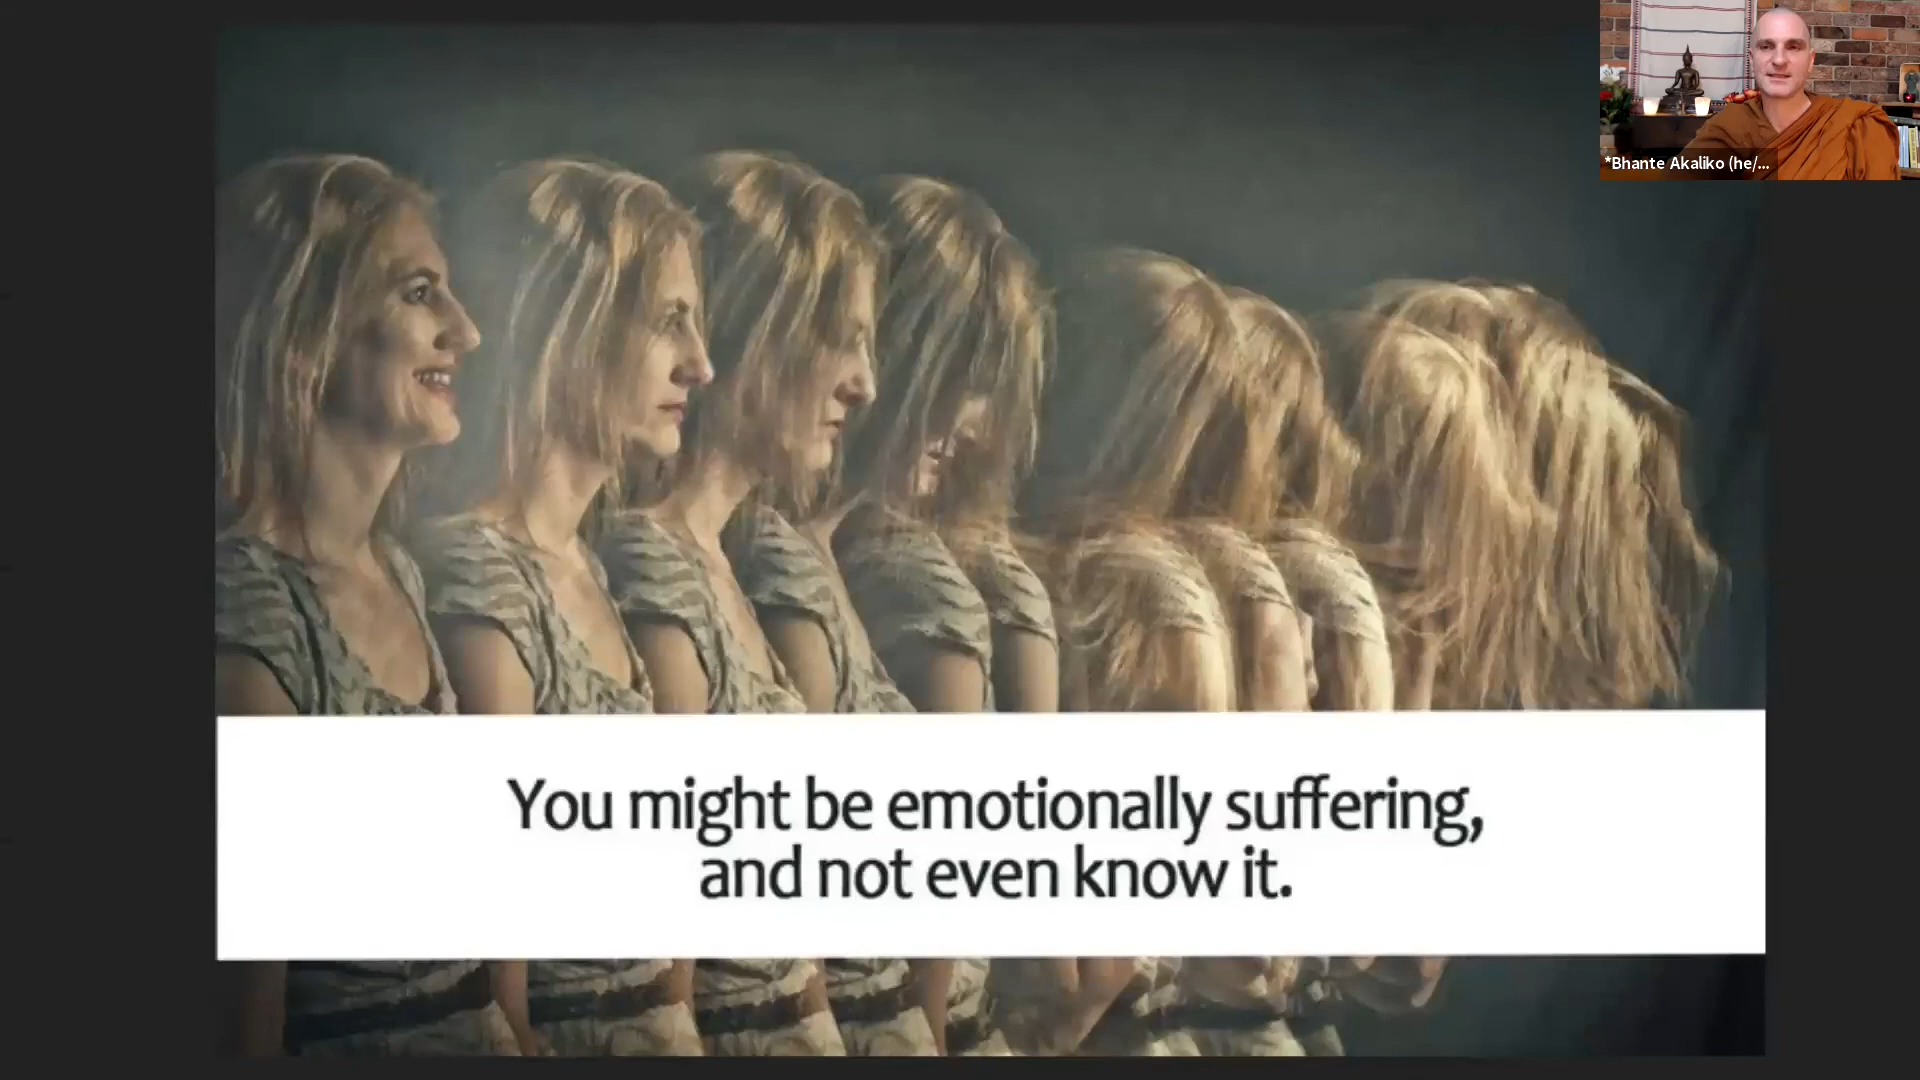 *Bhante Akaliko (he/...
You might be emotionally suffering,
and not even know it.